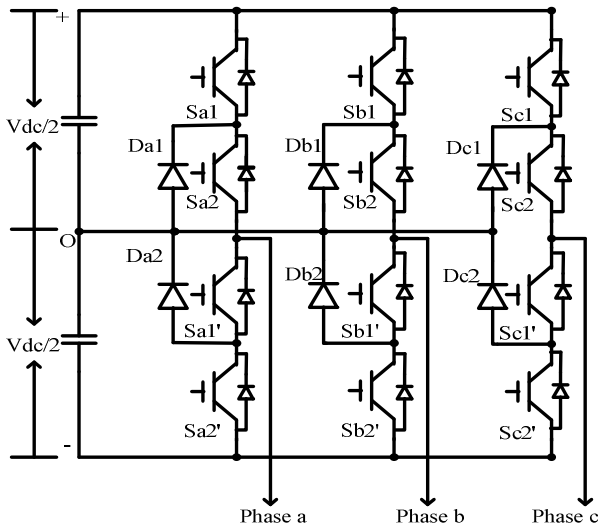 +
Sa1
Sb1
Sc1
Vdc/2
Da1
Db1
Dc1
Sa2
Sb2
Sc2
O
Da2
Db2
Dc2
Vdc/2
Sa1'
Sb1'
Sc1'
Sa2'
Sb2'
Sc2'
-
Phase a
Phase b
Phase c